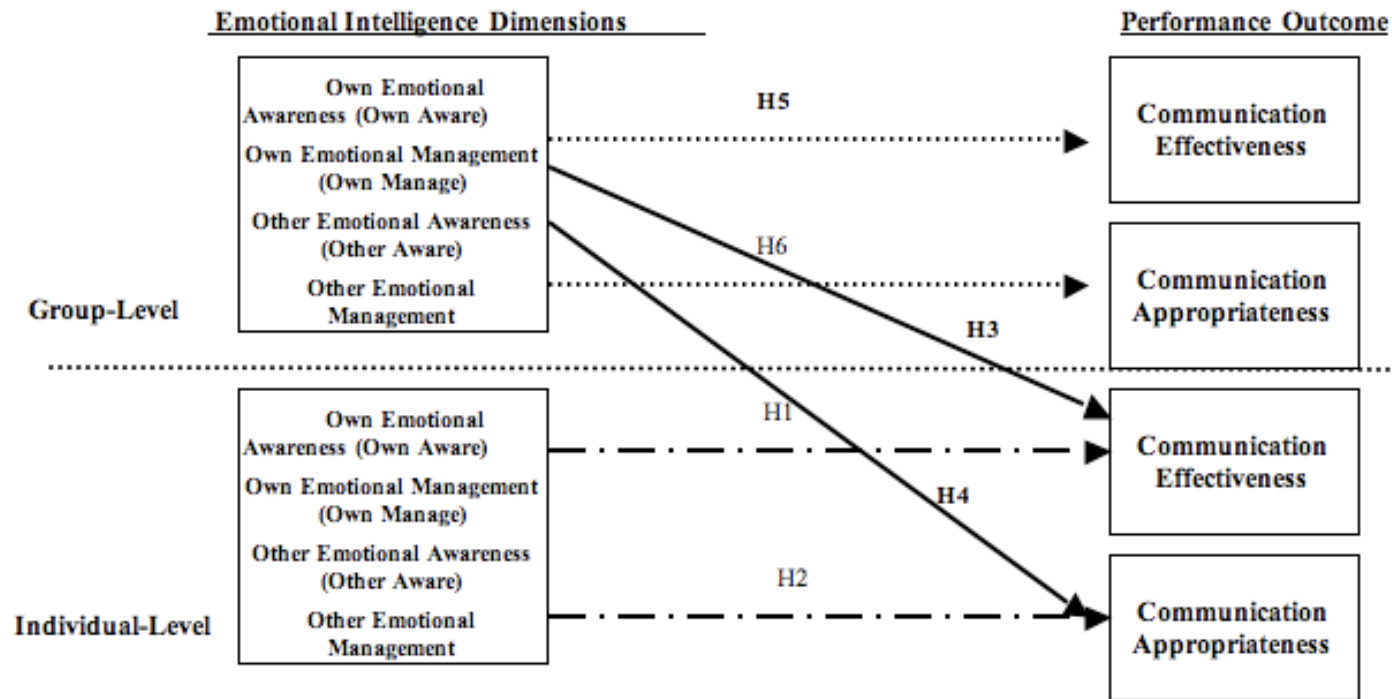 Emotional Intelligence Dimensions
Performance Outcome
Own Emotional
Awareness (Own Aware)
Own Emotional Management
(Own Manage)
Other Emotional Awareness
(Other Aware)
Other Emotional
Management
H5
Communication
Effectiveness
H6
Communication
Appropriateness
Group-Level
H3
Own Emotional
Awareness (Own Aware)
Own Emotional Management
(Own Manage)
Other Emotional Awareness
(Other Aware)
Other Emotional
Management
H1
Communication
Effectiveness
H4
H2
Communication
Appropriateness
Individual-Level